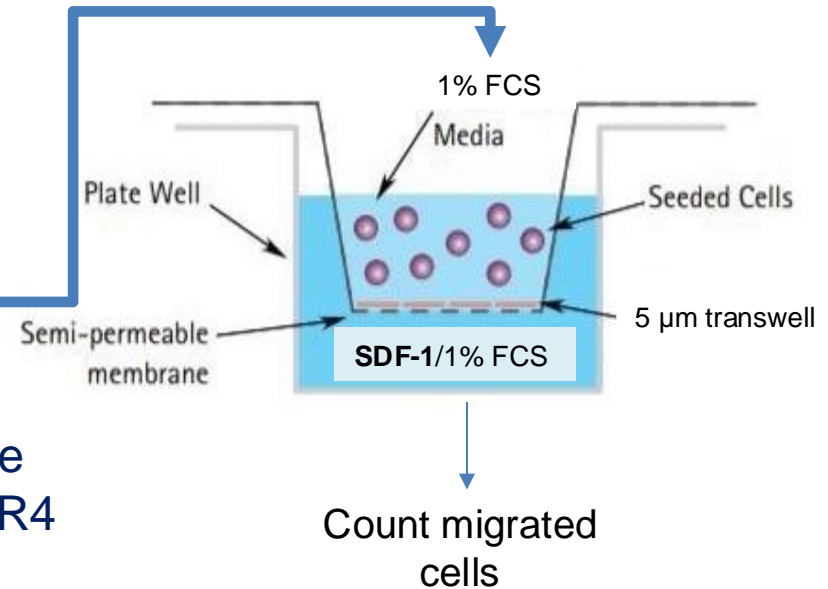 1% FCS
Media
Plate Well
Seeded Cells
5 µm transwell
Semi-permeable
membrane
SDF-1/1% FCS
e
R4
Count migrated
cells